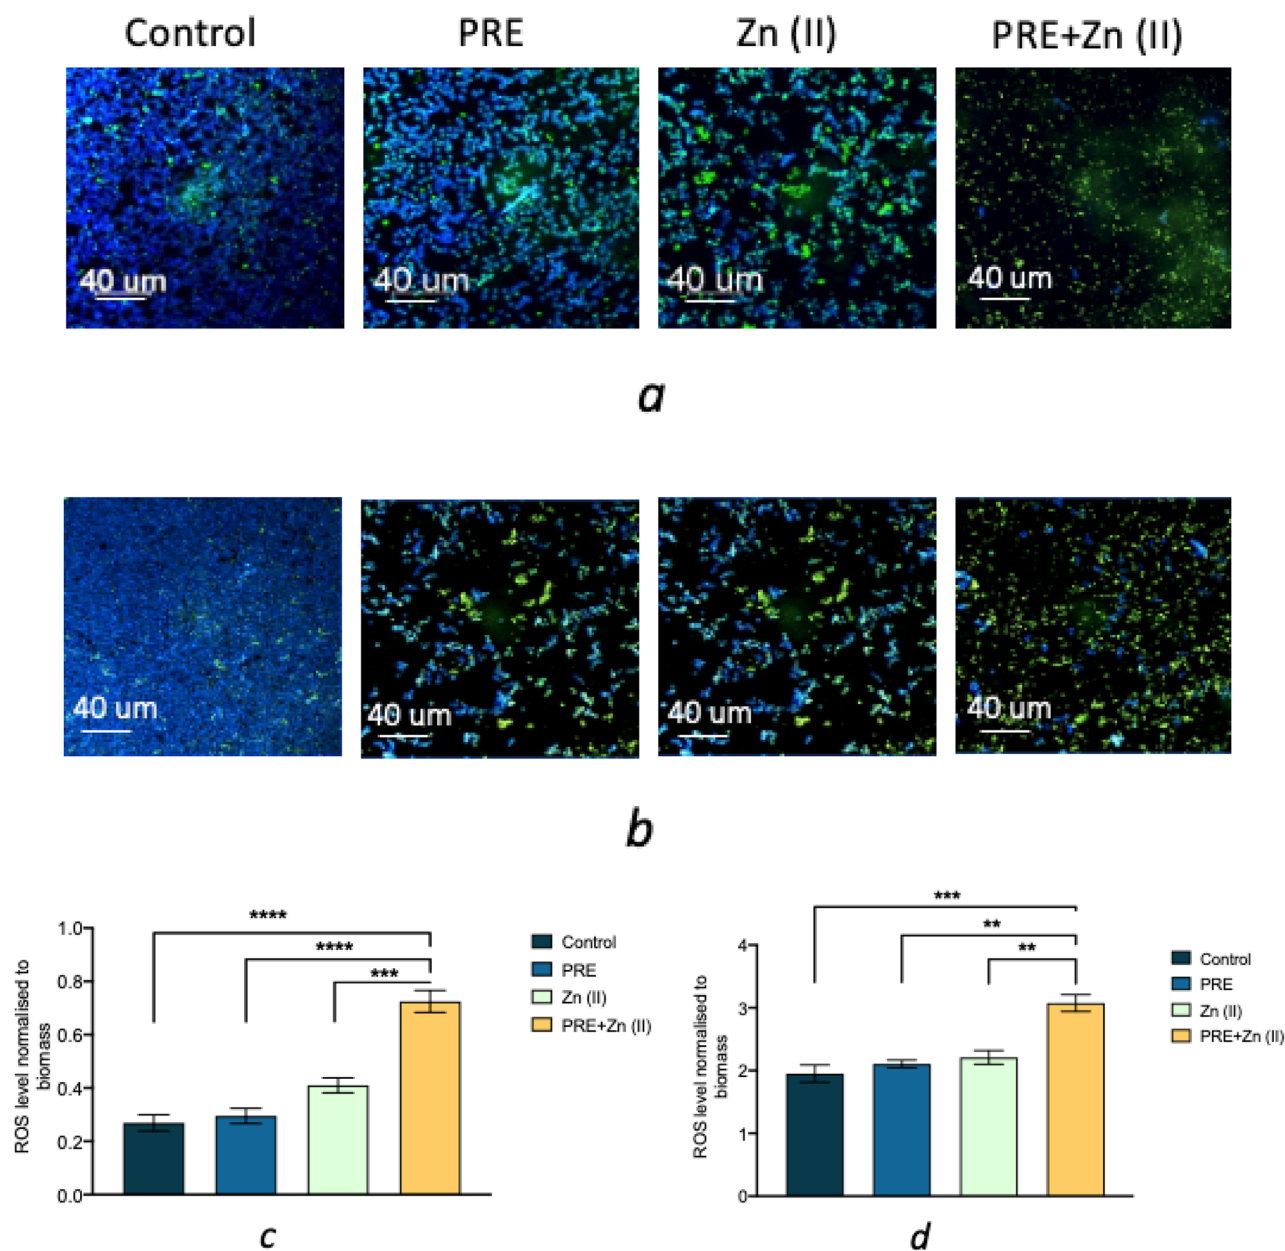 Control PRE Zn (II) PRE+Zn (II)
40 um 40 um 40 um 40 um
a
40 um 40 um 40 um 40 um
b
****
****
***
1.0
0.8
0.6
0.4
0.2
0.0
ROS level normalised to
biomass
Control
PRE
Zn (II)
PRE+Zn (II)
c
***
**
**
4
3
2
1
0
ROS level normalised to
biomass
Control
PRE
Zn (II)
PRE+Zn (II)
d